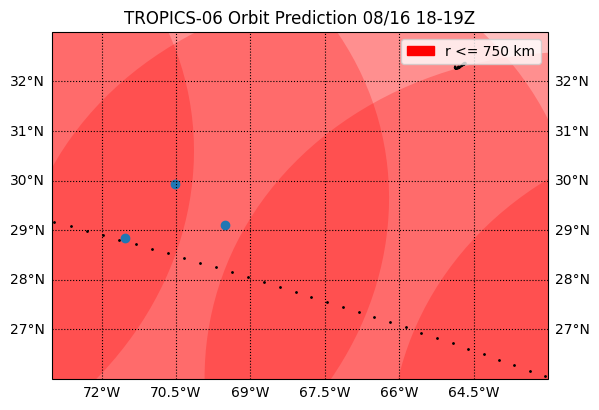 TROPICS-06 Orbit Prediction 08/16 18-19Z
r <= 750 km
32°N 32°N
31°N 31°N
30°N 30°N
29°N 29°N
28°N 28°N
27°N 27°N
72°W 70.5°W 69°W 67.5°W 66°W 64.5°W